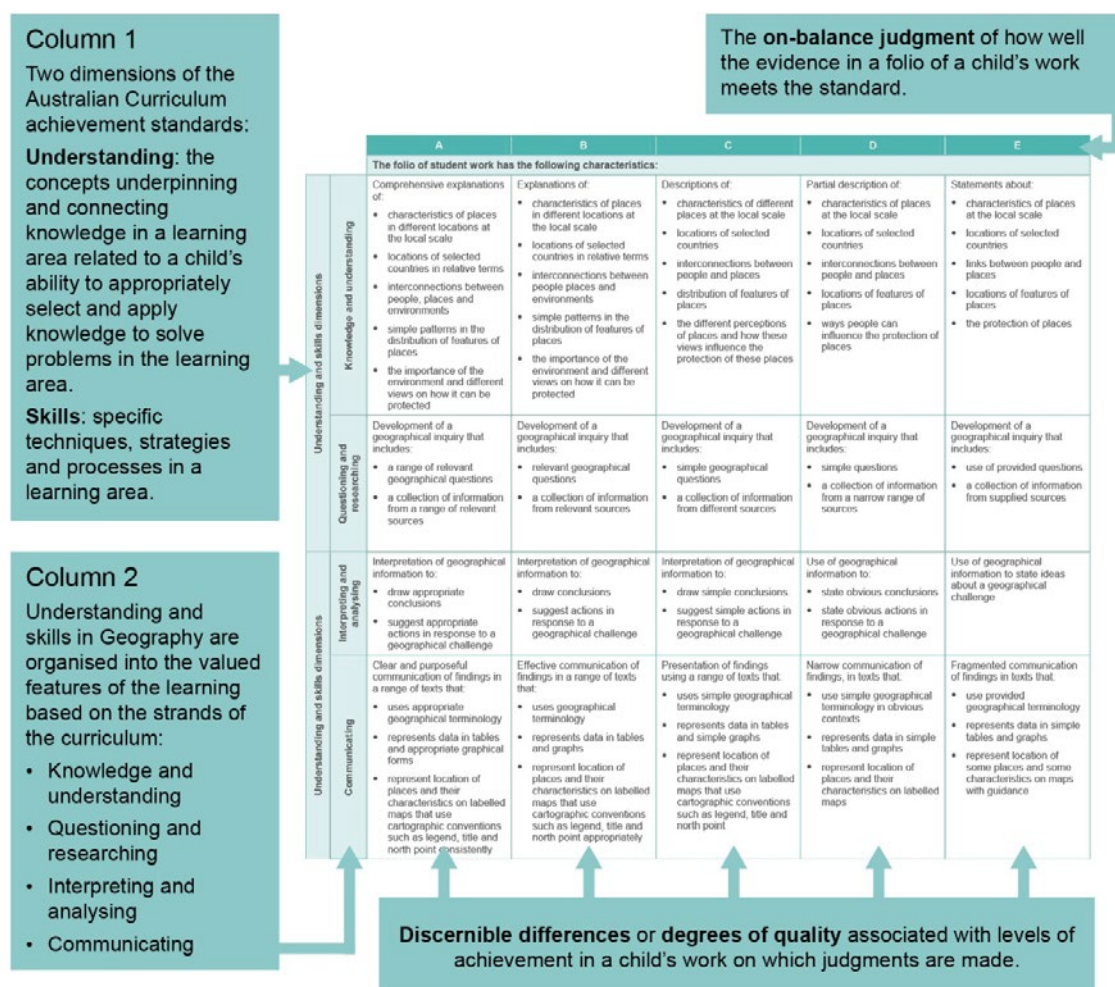 Column 1
Two dimensions of the
Australian Curriculum
achievement standards:
Understanding: the
concepts underpinning
and connecting
knowledge in a learning
area related to a child's
ability to appropriately
select and apply
knowledge to solve
problems in the learning
area.
Skills: specific
techniques, strategies
and processes in a
learning area.
Column 2
Understanding and
skills in Geography are
organised into the valued
features of the learning
based on the strands of
the curriculum:
• Knowledge and
understanding
• Questioning and
researching
• Interpreting and
analysing
• Communicating
The on-balance judgment of how well
the evidence in a folio of a child's work
meets the standard.
A B C D E
The folio of student work has the following characteristics:
Understanding and skills dimensions
Knowledge and understanding
Comprehensive explanations
of:
• characteristics of places
in different locations at
the local scale
• locations of selected
countries in relative terms
• interconnections between
people, places and
environments
• simple patterns in the
distribution of features of
places
• the importance of the
environment and different
views on how it can be
protected
Explanations of:
• characteristics of places
in different locations at
the local scale
• locations of selected
countries in relative terms
• interconnections between
people places and
environments
• simple patterns in the
distribution of features of
places
• the importance of the
environment and different
views on how it can be
protected
Descriptions of:
• characteristics of different
places at the local scale
• locations of selected
countries
• interconnections between
people and places
• distribution of features of
places
• the different perceptions
of places and how these
views influence the
protection of these places
Partial description of:
• characteristics of places
at the local scale
• locations of selected
countries
• interconnections between
people and places
• locations of features of
places
• ways people can
influence the protection of
places
Statements about:
• characteristics of places
at the local scale
• locations of selected
countries
• links between people and
places
• locations of features of
places
• the protection of places
Questioning and
researching
Development of a
geographical inquiry that
includes:
• a range of relevant
geographical questions
• a collection of information
from a range of relevant
sources
Development of a
geographical inquiry that
includes:
• relevant geographical
questions
• a collection of information
from relevant sources
Development of a
geographical inquiry that
includes:
• simple geographical
questions
• a collection of information
from different sources
Development of a
geographical inquiry that
includes:
• simple questions
• a collection of information
from a narrow range of
sources
Development of a
geographical inquiry that
includes:
• use of provided questions
• a collection of information
from supplied sources
Understanding and skills dimensions
Interpreting and
analysing
Interpretation of geographical
information to:
• draw appropriate
conclusions
• suggest appropriate
actions in response to a
geographical challenge
Interpretation of geographical
information to:
• draw conclusions
• suggest actions in
response to a
geographical challenge
Interpretation of geographical
information to:
• draw simple conclusions
• suggest simple actions in
response to a
geographical challenge
Use of geographical
information to:
• state obvious conclusions
• state obvious actions in
response to a
geographical challenge
Use of geographical
information to state ideas
about a geographical
challenge
Communicating
Clear and purposeful
communication of findings in
a range of texts that:
• uses appropriate
geographical terminology
• represents data in tables
and appropriate graphical
forms
• represent location of
places and their
characteristics on labelled
maps that use
cartographic conventions
such as legend, title and
north point consistently
Effective communication of
findings in a range of texts
that:
• uses geographical
terminology
• represents data in tables
and graphs
• represent location of
places and their
characteristics on labelled
maps that use
cartographic conventions
such as legend, title and
north point appropriately
Presentation of findings
using a range of texts that:
• uses simple geographical
terminology
• represents data in tables
and simple graphs
• represent location of
places and their
characteristics on labelled
maps that use
cartographic conventions
such as legend, title and
north point
Narrow communication of
findings, in texts that:
• use simple geographical
terminology in obvious
contexts
• represents data in simple
tables and graphs
• represent location of
places and their
characteristics on labelled
maps
Fragmented communication
of findings in texts that:
• use provided
geographical terminology
• represents data in simple
tables and graphs
• represent location of
some places and some
characteristics on maps
with guidance
Discernible differences or degrees of quality associated with levels of
achievement in a child's work on which judgments are made.